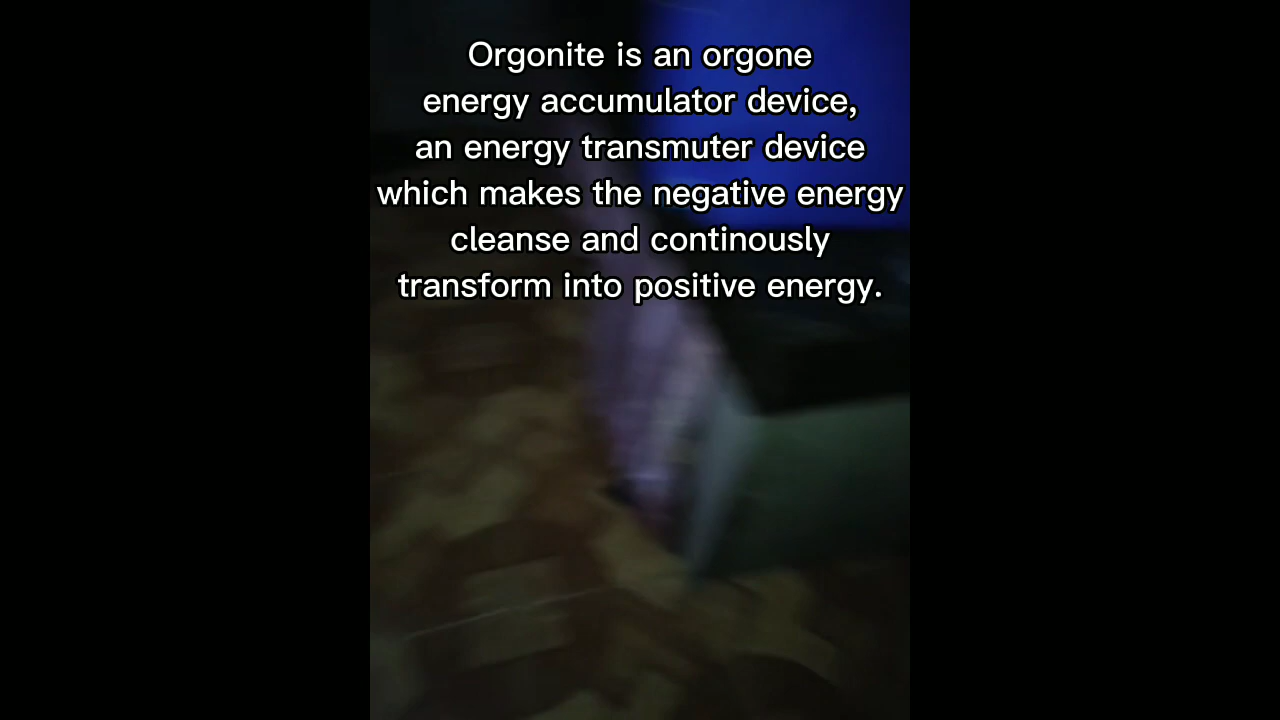 Orgonite is an orgone
energy accumulator device,
an energy transmuter device
which makes the negative energy
cleanse and continously
transform into positive energy.